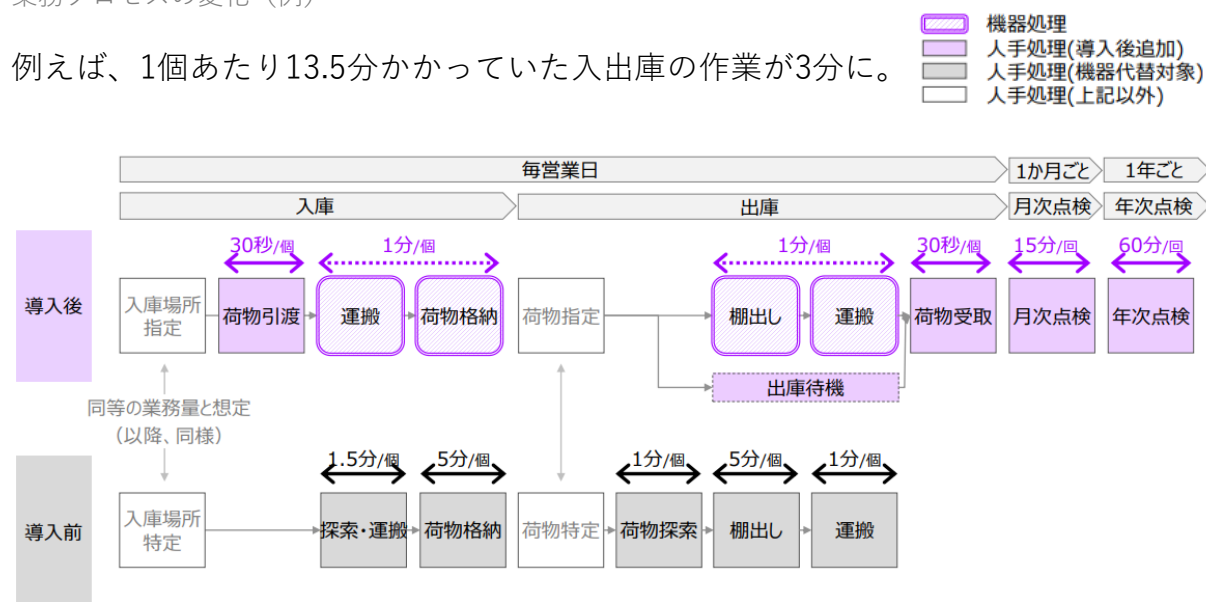 業務プロセスの変化（例）
例えば、1個あたり13.5分かかっていた入出庫の作業が3分に。
機器処理
人手処理(導入後追加)
人手処理(機器代替対象)
人手処理(上記以外)
毎営業日
1か月ごと
1年ごと
入庫
出庫
月次点検
年次点検
導入後
30秒/個
1分/個
1分/個
30秒/個
15分/回
60分/回
入庫場所
指定
荷物引渡
運搬
荷物格納
荷物指定
棚出し
運搬
荷物受取
月次点検
年次点検
出庫待機
同等の業務量と想定
（以降、同様）
導入前
1.5分/個
5分/個
1分/個
5分/個
1分/個
入庫場所
特定
探索・運搬
荷物格納
荷物特定
荷物探索
棚出し
運搬